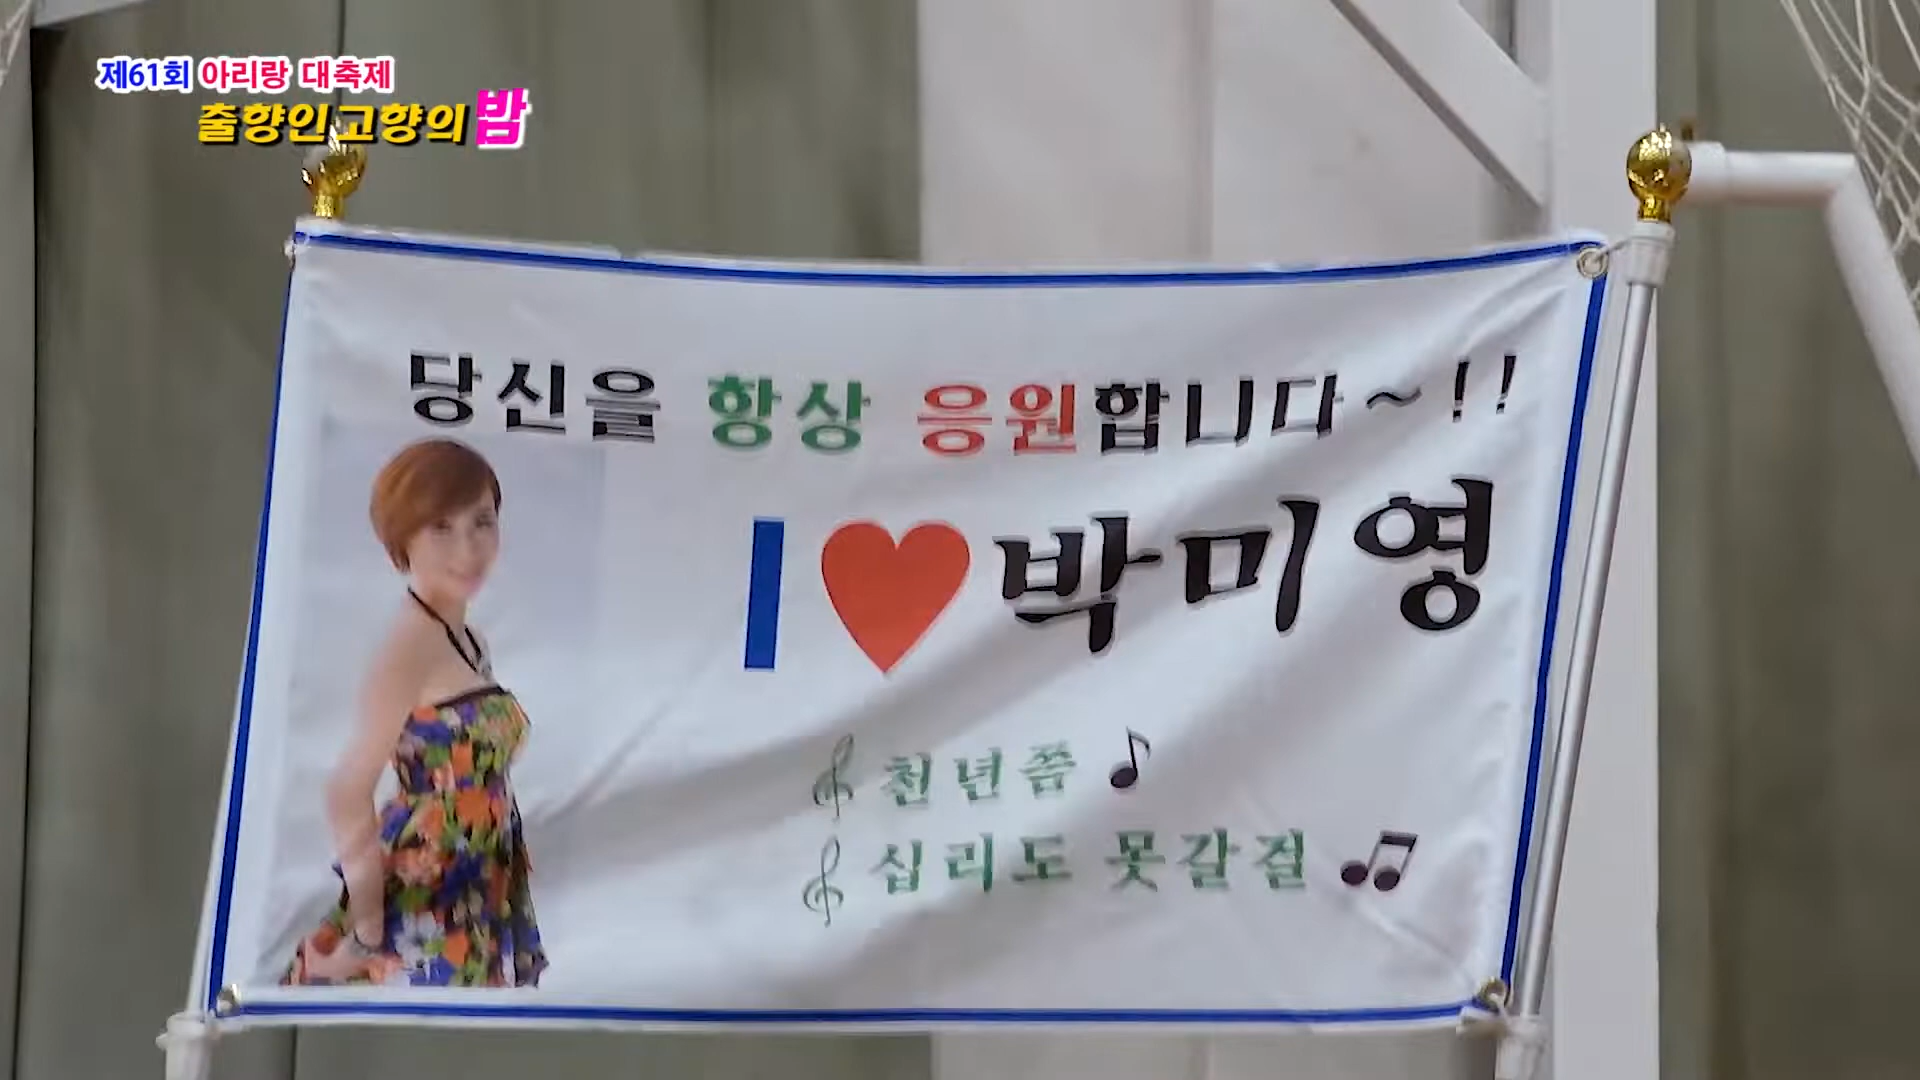 제61회 아리랑 대축제
출향인고향의 밤
당신을 항상 응원합니다~!!
I ♥ 박미영
천년쯤 ♪
십리도 못갈걸 ♫